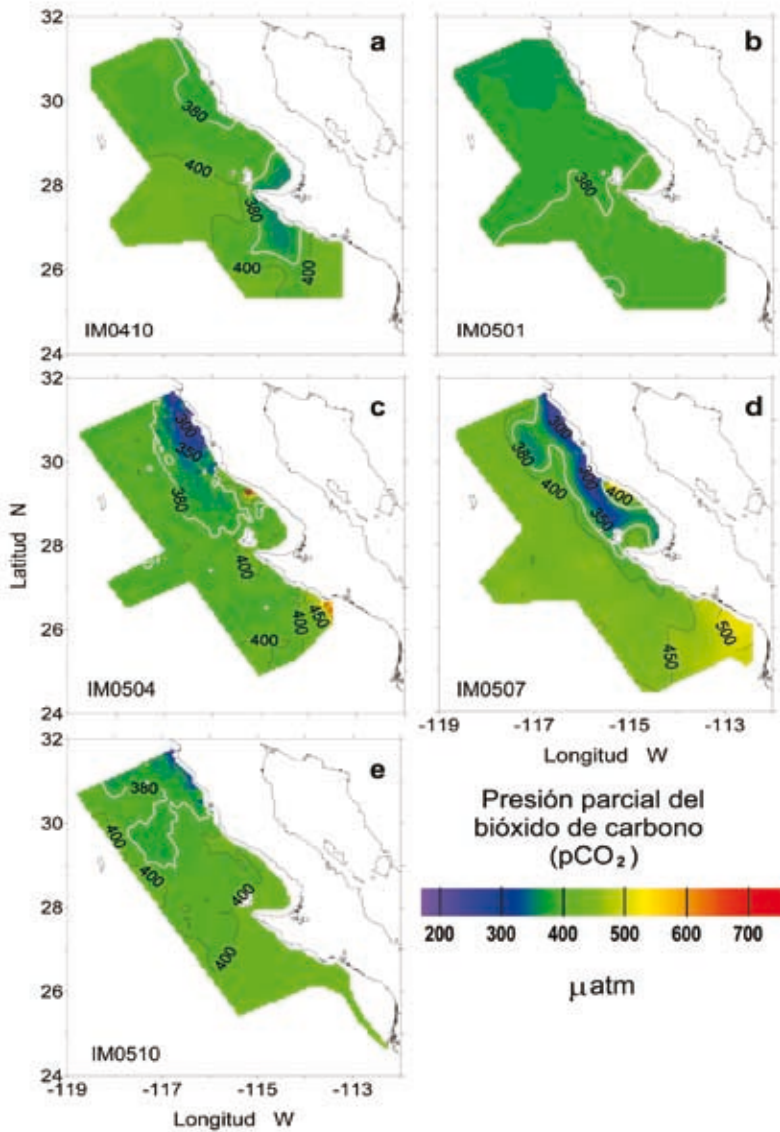 32
30
28
26
24
a
380
400
380
400
400
IM0410
b
380
IM0501
32
30
28
26
24
Latitud N
c
300
350
380
400
400
450
400
IM0504
d
300
380
400
300
400
350
450
500
IM0507
-119
-117
-115
-113
Longitud W
32
30
28
26
24
e
380
400
400
400
400
IM0510
-119
-117
-115
-113
Longitud W
Presión parcial del
bióxido de carbono
(pCO₂)
200 300 400 500 600 700
µatm